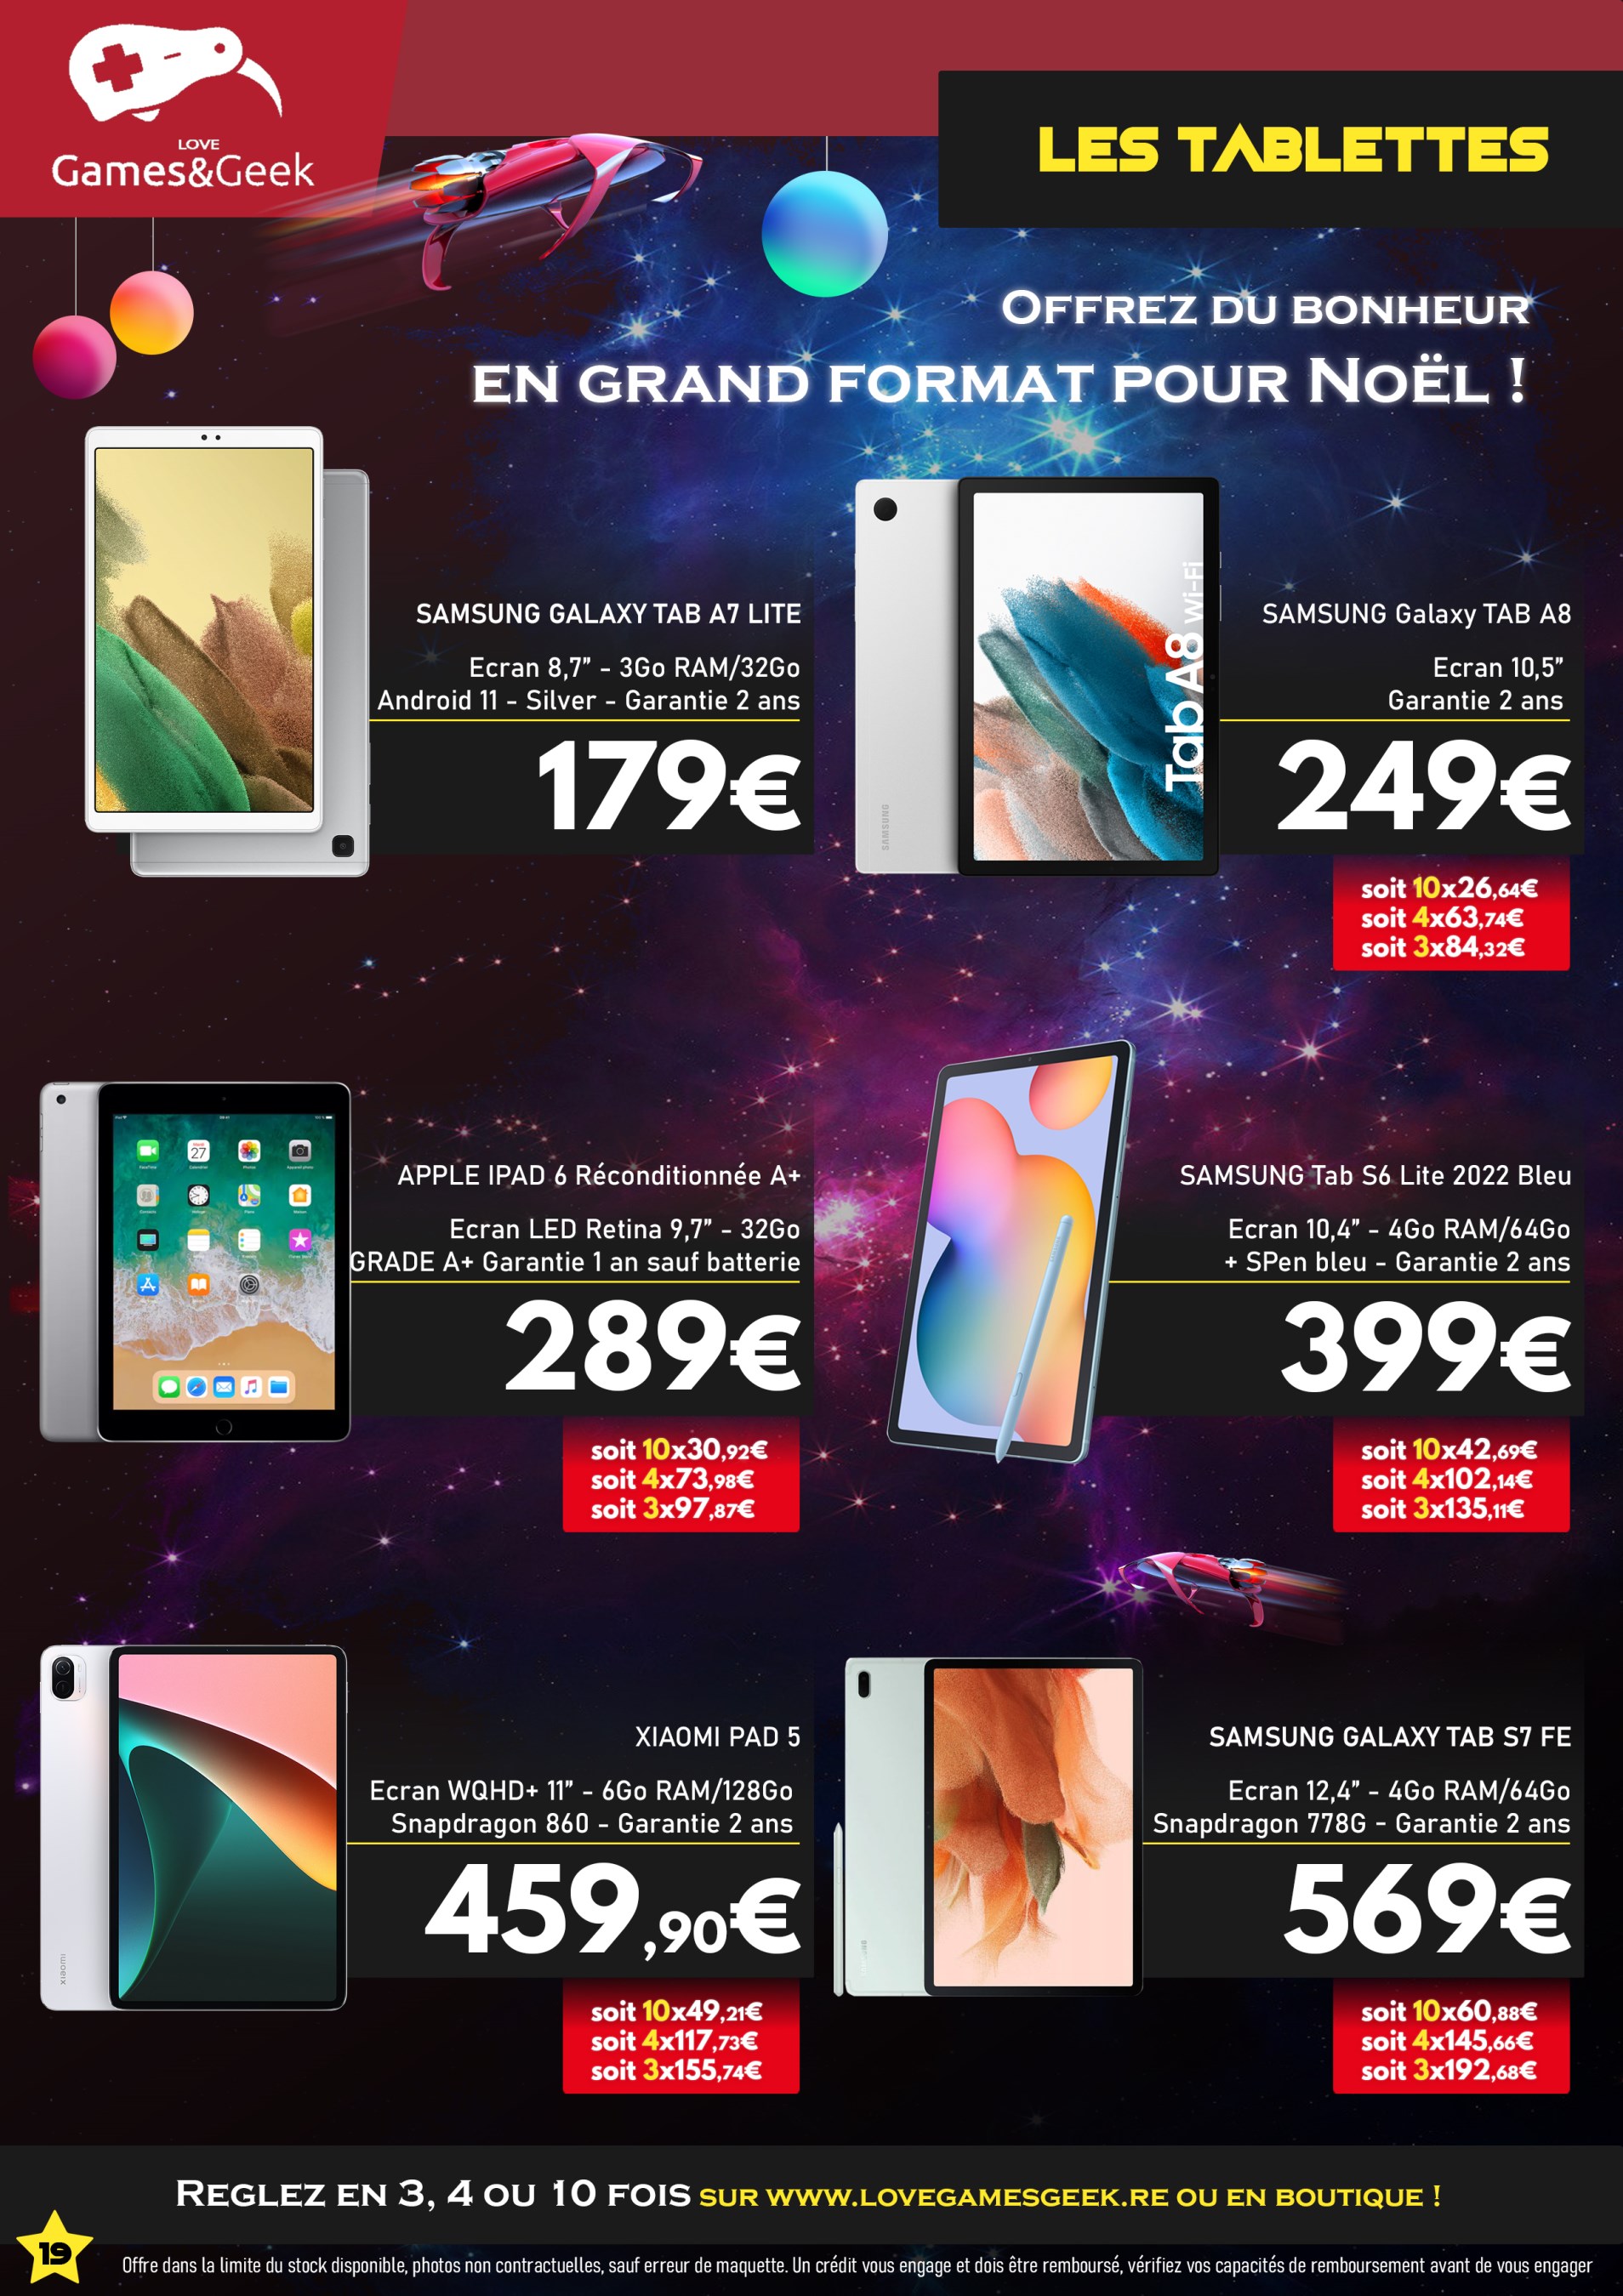 LOVE
Games&Geek
LES TABLETTES
OFFREZ DU BONHEUR
EN GRAND FORMAT POUR NOËL !
SAMSUNG GALAXY TAB A7 LITE
Ecran 8,7” - 3Go RAM/32Go
Android 11 - Silver - Garantie 2 ans
179€
Tab A8 Wi-Fi
SAMSUNG
SAMSUNG Galaxy TAB A8
Ecran 10,5”
Garantie 2 ans
249€
soit 10x26,64€
soit 4x63,74€
soit 3x84,32€
APPLE IPAD 6 Réconditionnée A+
Ecran LED Retina 9,7” - 32Go
GRADE A+ Garantie 1 an sauf batterie
289€
soit 10x30,92€
soit 4x73,98€
soit 3x97,87€
27
SAMSUNG Tab S6 Lite 2022 Bleu
Ecran 10,4” - 4Go RAM/64Go
+ SPen bleu - Garantie 2 ans
399€
soit 10x42,69€
soit 4x102,14€
soit 3x135,11€
XIAOMI PAD 5
Ecran WQHD+ 11” - 6Go RAM/128Go
Snapdragon 860 - Garantie 2 ans
459,90€
soit 10x49,21€
soit 4x117,73€
soit 3x155,74€
xiaomi
SAMSUNG GALAXY TAB S7 FE
Ecran 12,4” - 4Go RAM/64Go
Snapdragon 778G - Garantie 2 ans
569€
soit 10x60,88€
soit 4x145,66€
soit 3x192,68€
REGLEZ EN 3, 4 OU 10 FOIS SUR WWW.LOVEGAMESGEEK.RE OU EN BOUTIQUE !
19
Offre dans la limite du stock disponible, photos non contractuelles, sauf erreur de maquette. Un crédit vous engage et dois être remboursé, vérifiez vos capacités de remboursement avant de vous engager